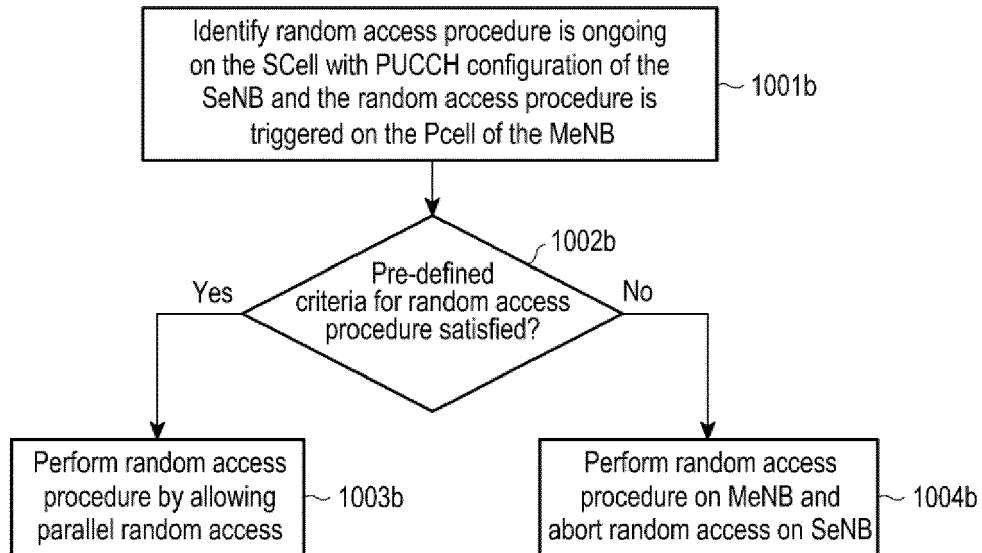 Identify random access procedure is ongoing
on the SCell with PUCCH configuration of the
SeNB and the random access procedure is
triggered on the Pcell of the MeNB
1001b
1002b
Pre-defined
criteria for random access
procedure satisfied?
Yes
No
Perform random access
procedure by allowing
parallel random access
1003b
Perform random access
procedure on MeNB and
abort random access on SeNB
1004b